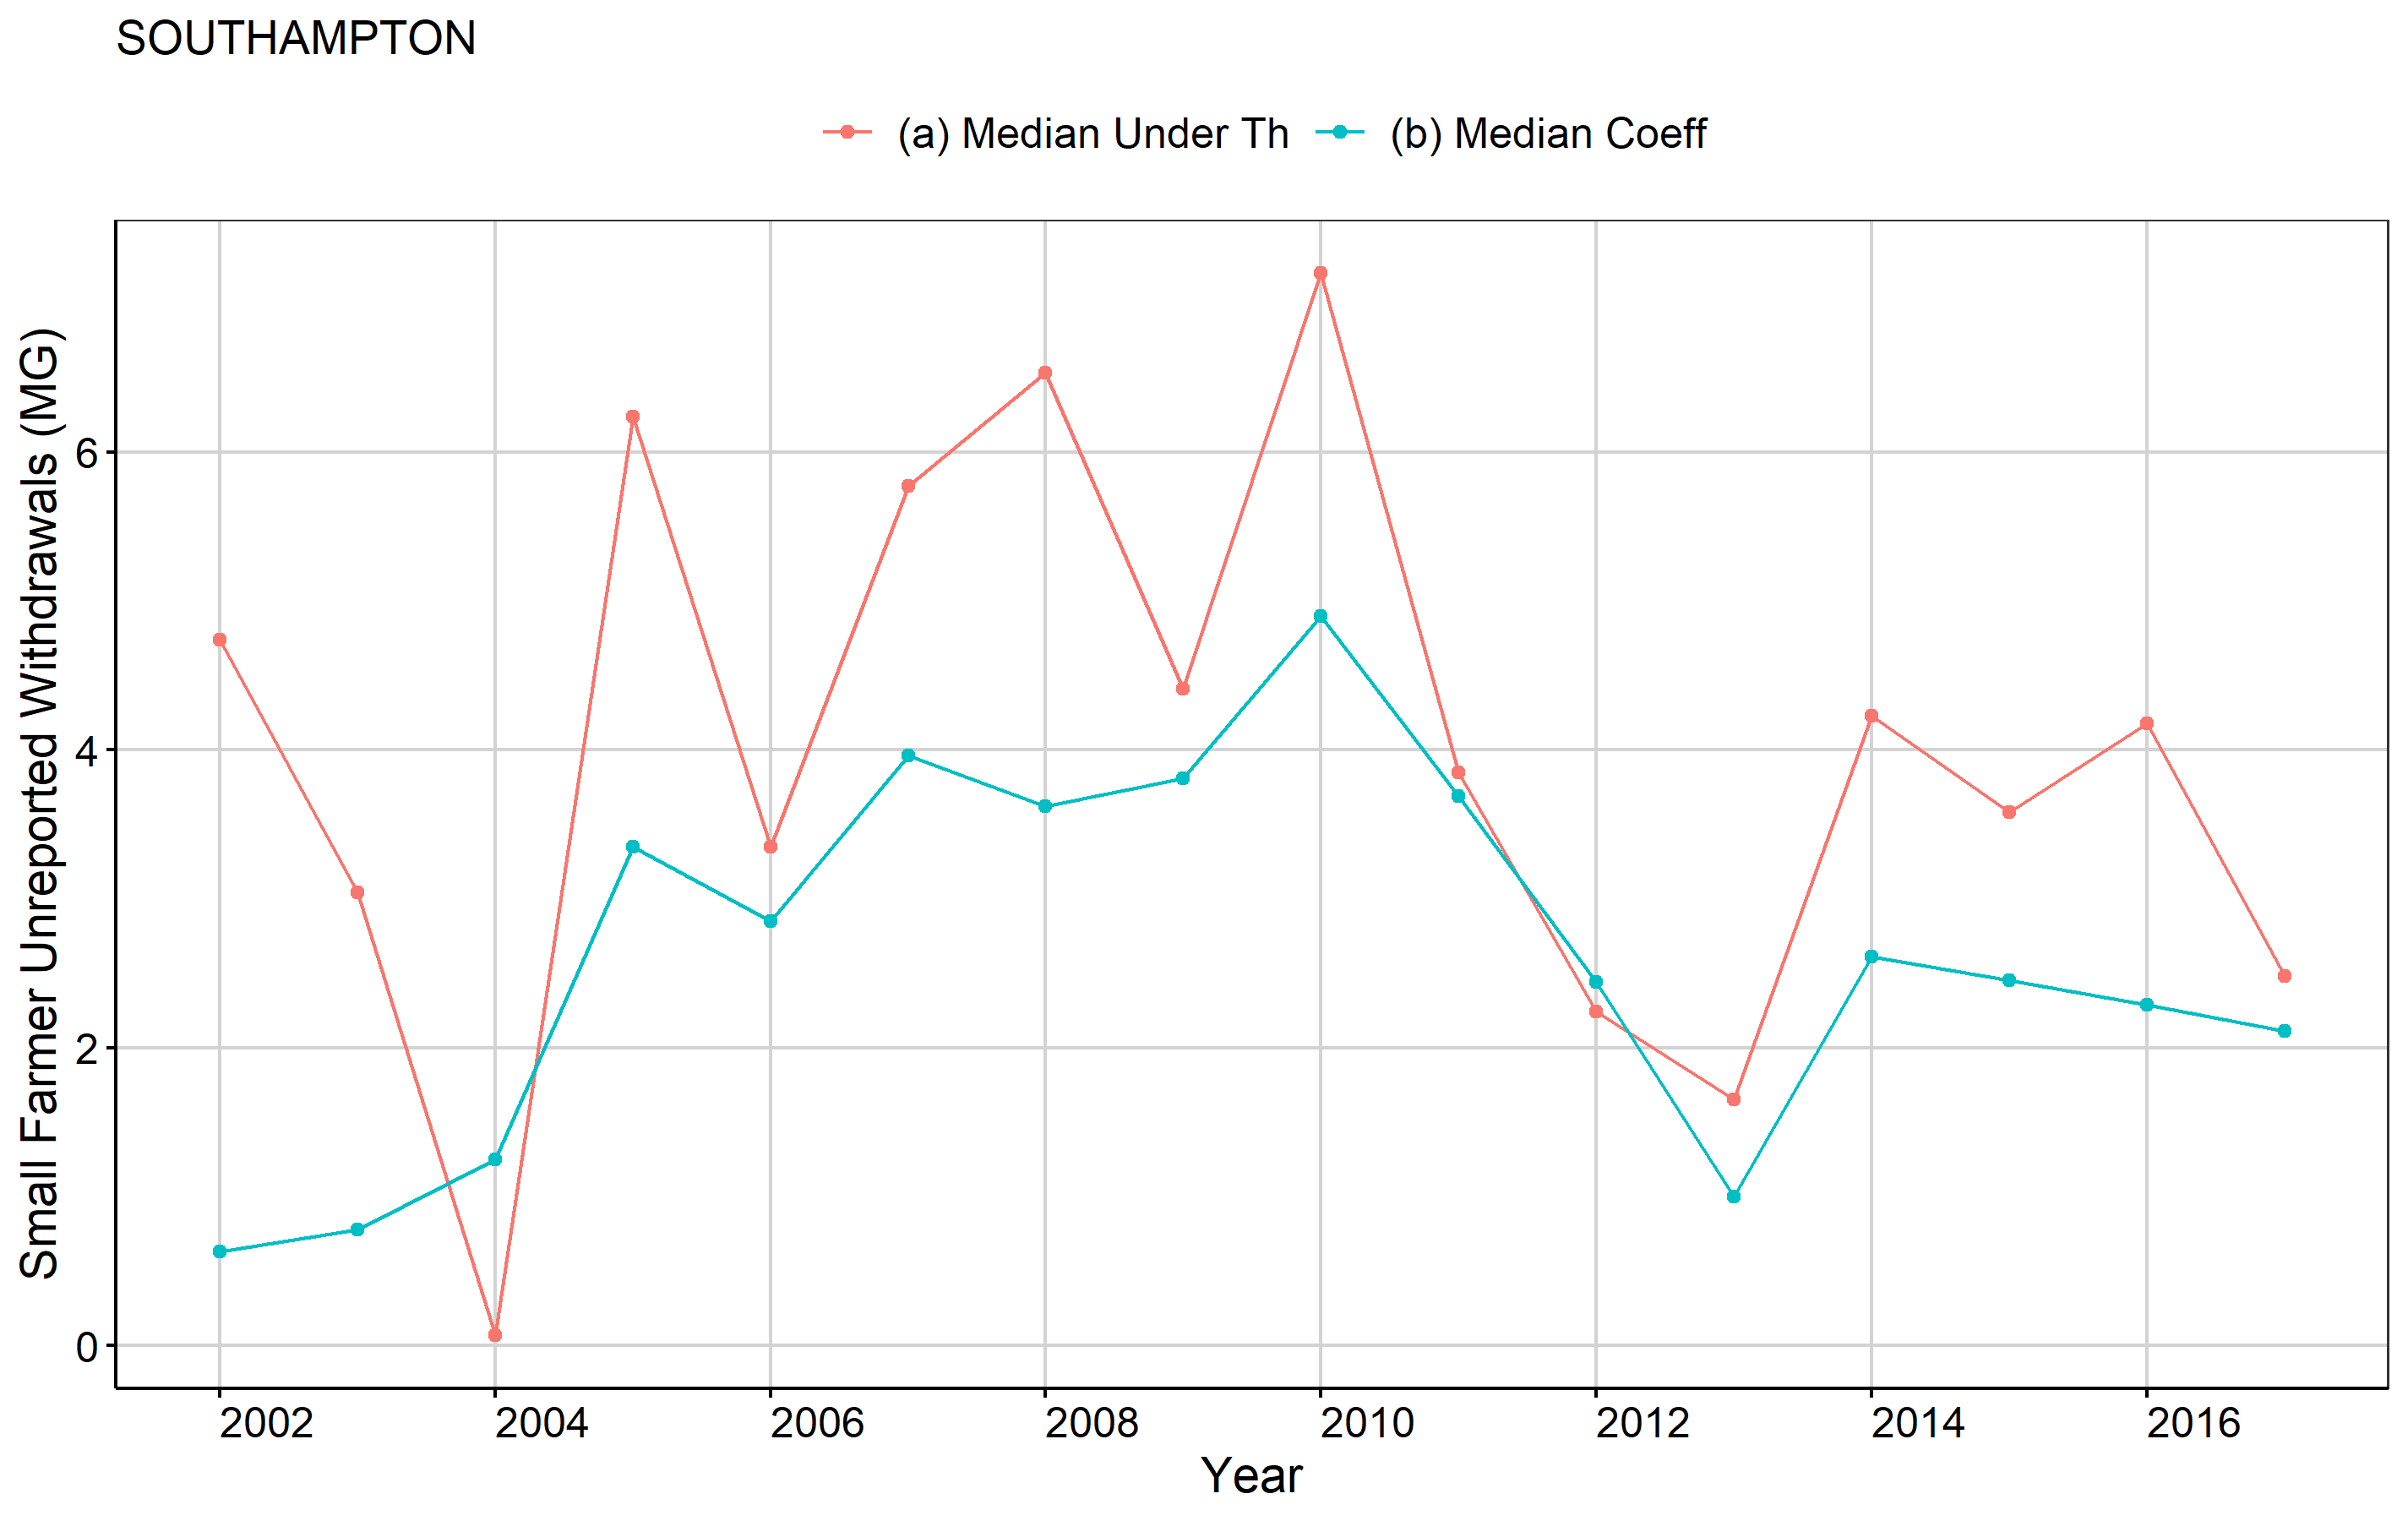 SOUTHAMPTON
(a) Median Under Th (b) Median Coeff
Small Farmer Unreported Withdrawals (MG)
6
4
2
0
2002 2004 2006 2008 2010 2012 2014 2016
Year